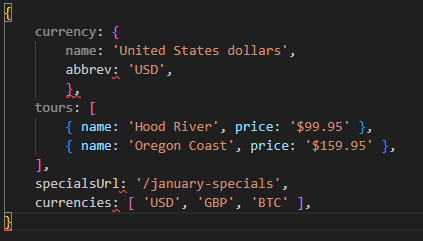 {
    currency: {
        name: 'United States dollars',
        abbrev: 'USD',
        },
    tours: [
        { name: 'Hood River', price: '$99.95' },
        { name: 'Oregon Coast', price: '$159.95' },
    ],
    specialsUrl: '/january-specials',
    currencies: [ 'USD', 'GBP', 'BTC' ],
}